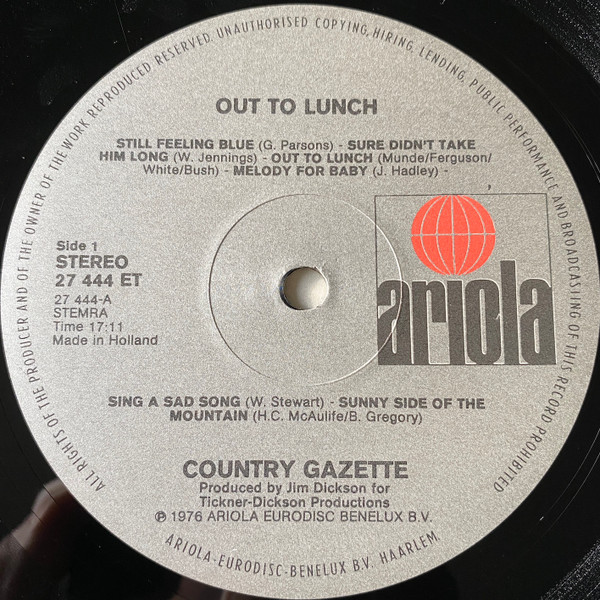 ALL RIGHTS OF THE PRODUCER AND OF THE OWNER OF THE WORK REPRODUCED RESERVED. UNAUTHORISED COPYING, HIRING, LENDING, PUBLIC PERFORMANCE AND BROADCASTING OF THIS RECORD PROHIBITED
OUT TO LUNCH
STILL FEELING BLUE (G. Parsons) - SURE DIDN'T TAKE
HIM LONG (W. Jennings) - OUT TO LUNCH (Munde/Ferguson/
White/Bush) - MELODY FOR BABY (J. Hadley) -
Side 1
STEREO
27 444 ET
27 444-A
STEMRA
Time 17:11
Made in Holland
ariola
SING A SAD SONG (W. Stewart) - SUNNY SIDE OF THE
MOUNTAIN (H.C. McAulife/B. Gregory)
COUNTRY GAZETTE
Produced by Jim Dickson for
Tickner-Dickson Productions
℗ 1976 ARIOLA EURODISC BENELUX B.V.
ARIOLA-EURODISC-BENELUX B.V. HAARLEM.